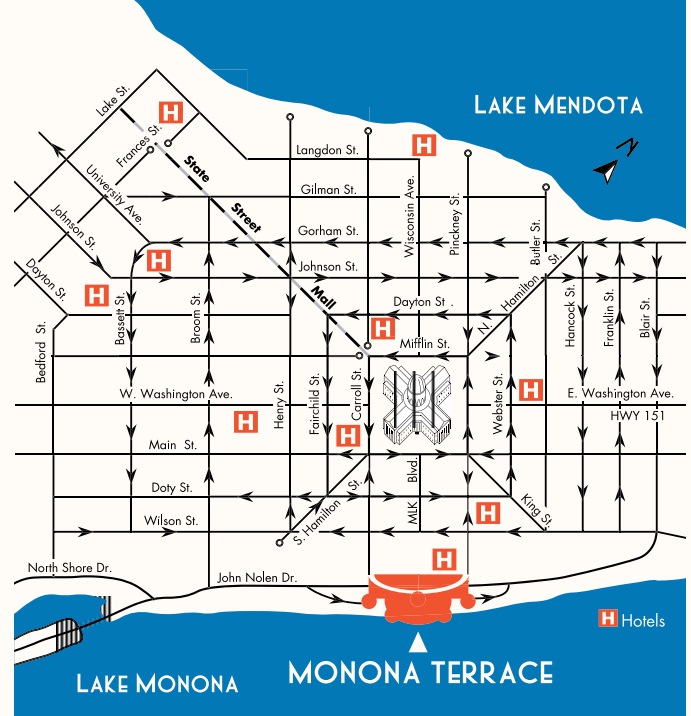 LAKE MENDOTA
N
Lake St.
H
Frances St.
State
Street
Mall
Langdon St.
H
Gilman St.
University Ave.
Wisconsin Ave.
Pinckney St.
Butler St.
Johnson St.
Gorham St.
H
Johnson St.
N. Hamilton St.
Dayton St.
H
Dayton St.
Bedford St.
Bassett St.
Broom St.
Hancock St.
Franklin St.
Blair St.
H
Mifflin St.
W. Washington Ave.
Henry St.
Fairchild St.
Carroll St.
Webster St.
H
E. Washington Ave.
HWY 151
H
H
Main St.
MLK Blvd.
Doty St.
S. Hamilton St.
King St.
H
Wilson St.
H
North Shore Dr.
John Nolen Dr.
H Hotels
LAKE MONONA
MONONA TERRACE